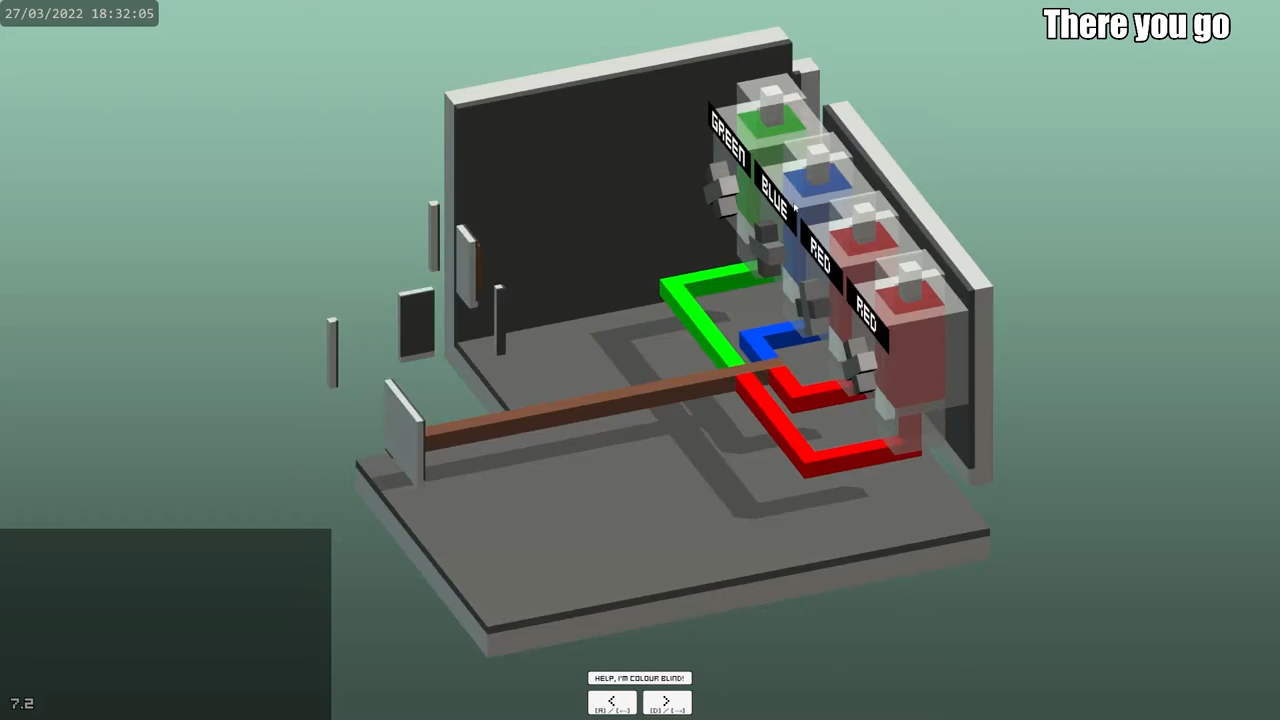 27/03/2022 18:32:05
There you go
GREEN
BLUE
RED
RED
HELP, I'M COLOUR BLIND!
< >
[A] / [←] [D] / [→]
7.2